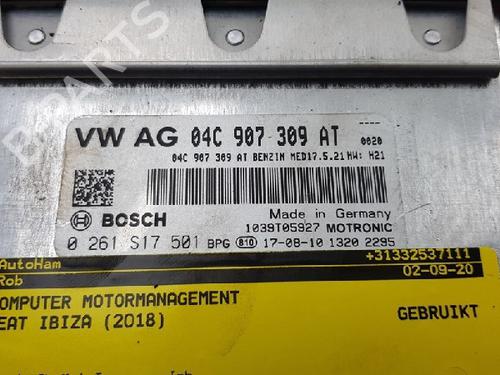 VW AG 04C 907 309 AT 0020
04C 907 309 AT BENZIN MED17.5.21 HW: H21
BOSCH
Made in Germany
1039T05927 MOTRONIC
0 261 S17 501 BPG 810 17-08-10 1320 2295
AutoHam
+31332537111
Rob
02-09-20
COMPUTER MOTORMANAGEMENT
GEBRUIKT
EAT IBIZA (2018)
B-PARTS